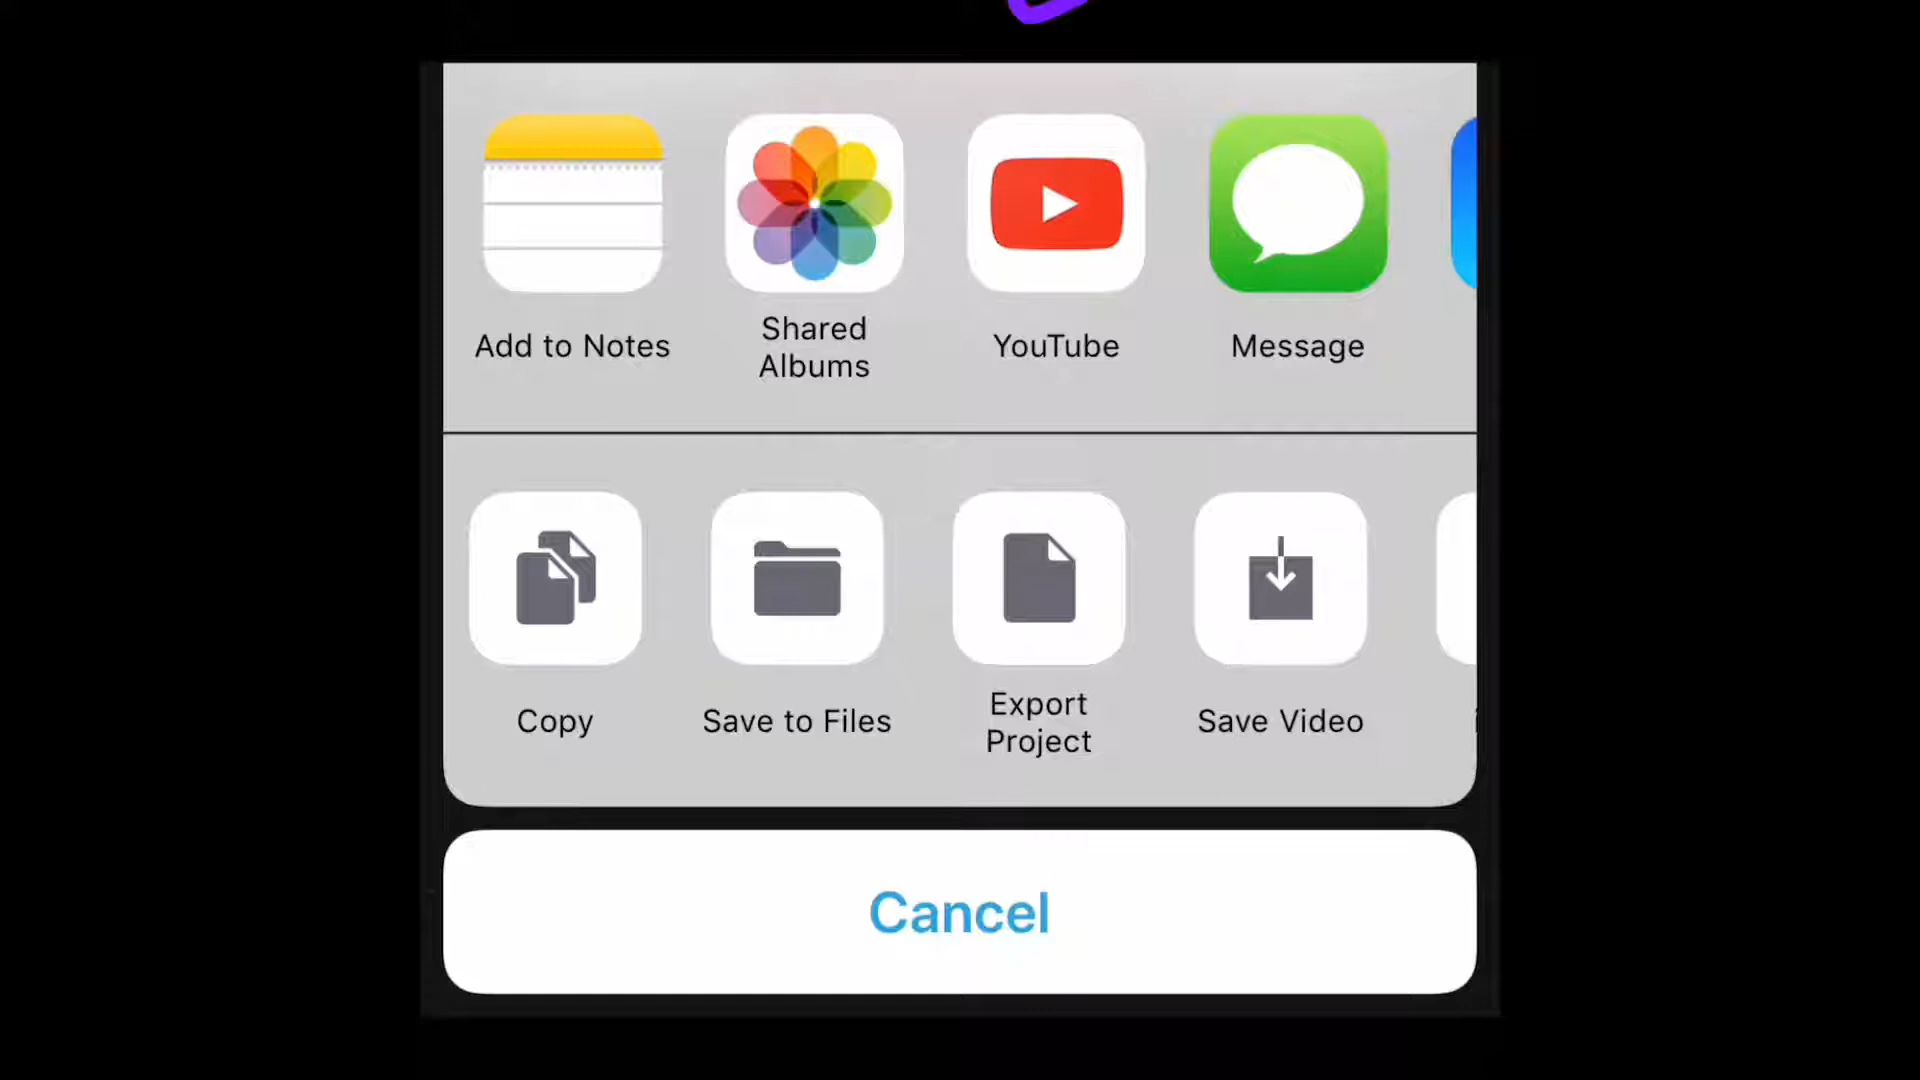 Add to Notes
Shared
Albums
YouTube
Message
Copy
Save to Files
Export
Project
Save Video
Cancel